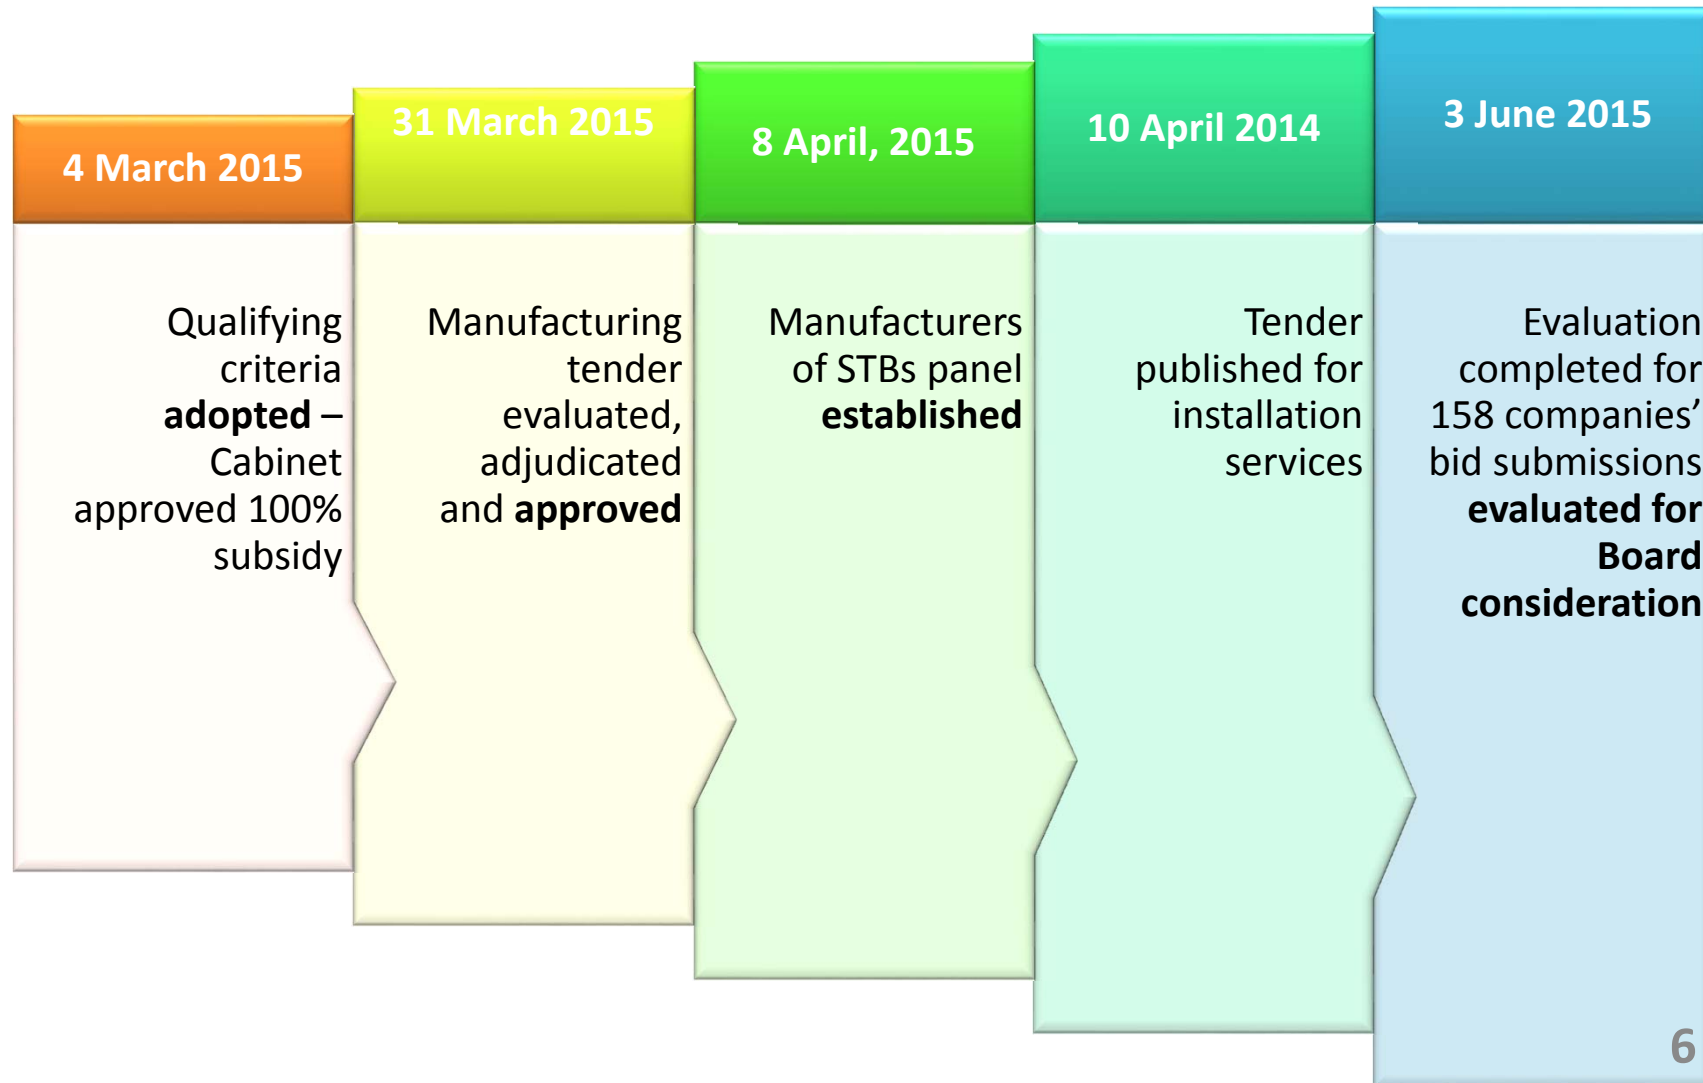 4 March 2015
Qualifying
criteria
adopted –
Cabinet
approved 100%
subsidy
31 March 2015
Manufacturing
tender
evaluated,
adjudicated
and approved
8 April, 2015
Manufacturers
of STBs panel
established
10 April 2014
Tender
published for
installation
services
3 June 2015
Evaluation
completed for
158 companies’
bid submissions
evaluated for
Board
consideration
6